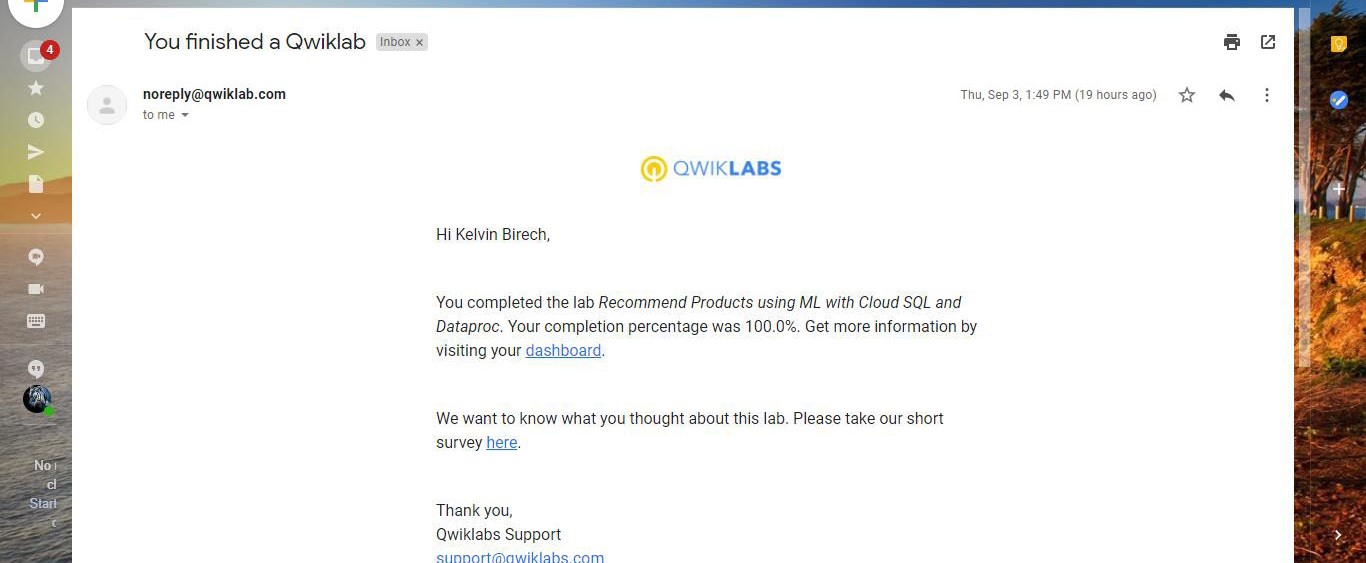 You finished a Qwiklab Inbox ×
4
noreply@qwiklab.com
Thu, Sep 3, 1:49 PM (19 hours ago)
to me
QWIKLABS
Hi Kelvin Birech,
You completed the lab Recommend Products using ML with Cloud SQL and
Dataproc. Your completion percentage was 100.0%. Get more information by
visiting your dashboard.
We want to know what you thought about this lab. Please take our short
survey here.
No
Start
Thank you,
Qwiklabs Support
support@qwiklabs.com